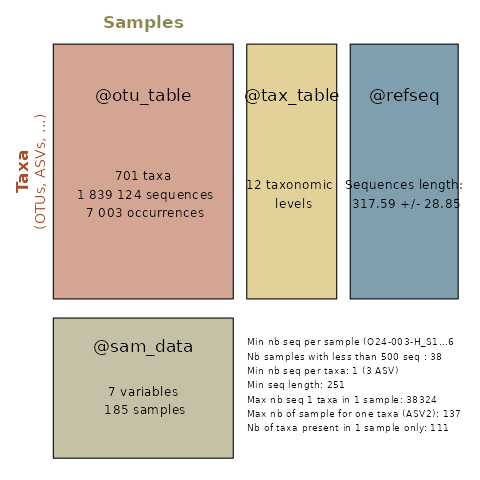 Samples
Taxa
(OTUs, ASVs, ...)
@otu_table
701 taxa
1 839 124 sequences
7 003 occurrences
@tax_table
12 taxonomic
levels
@refseq
Sequences length:
317.59 +/- 28.85
@sam_data
7 variables
185 samples
Min nb seq per sample (O24-003-H_S1...6
Nb samples with less than 500 seq : 38
Min nb seq per taxa: 1 (3 ASV)
Min seq length: 251
Max nb seq 1 taxa in 1 sample: 38324
Max nb of sample for one taxa (ASV2): 137
Nb of taxa present in 1 sample only: 111